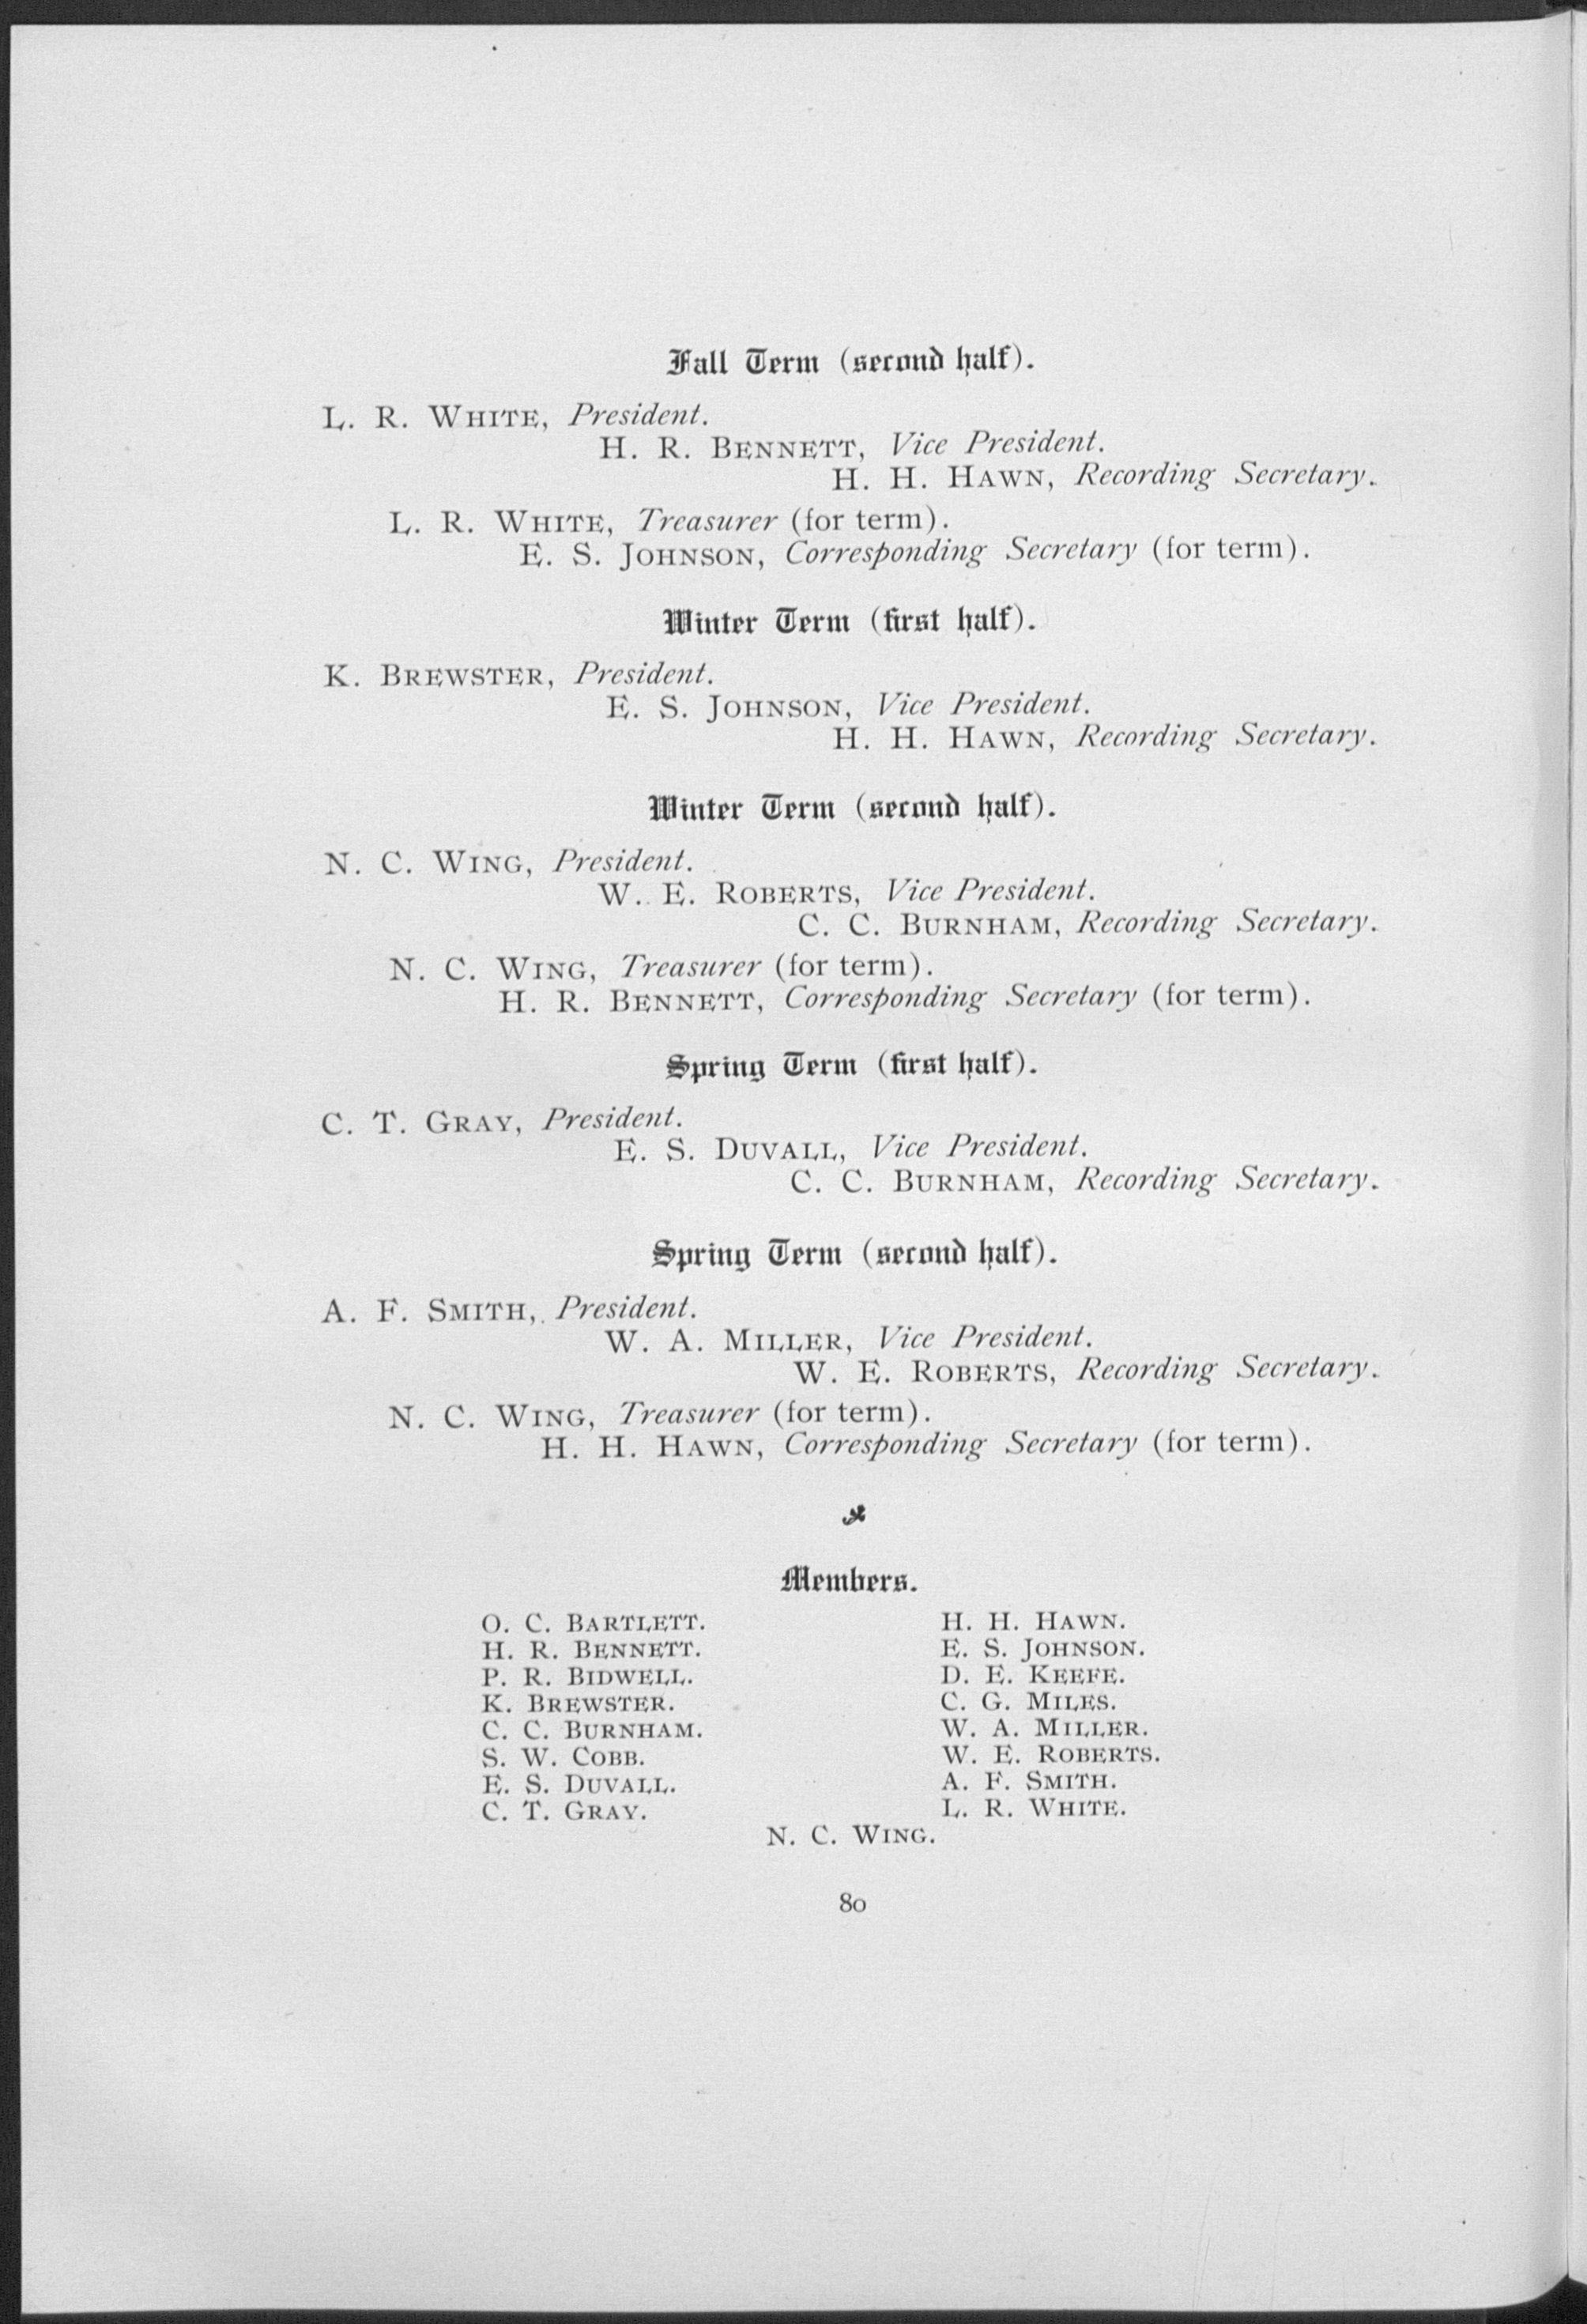 Fall Term (second half).
L. R. WHITE, President.
H. R. BENNETT, Vice President.
H. H. HAWN, Recording Secretary.
L. R. WHITE, Treasurer (for term).
E. S. JOHNSON, Corresponding Secretary (for term).
Winter Term (first half).
K. BREWSTER, President.
E. S. JOHNSON, Vice President.
H. H. HAWN, Recording Secretary.
Winter Term (second half).
N. C. WING, President.
W. E. ROBERTS, Vice President.
C. C. BURNHAM, Recording Secretary.
N. C. WING, Treasurer (for term).
H. R. BENNETT, Corresponding Secretary (for term).
Spring Term (first half).
C. T. GRAY, President.
E. S. DUVALL, Vice President.
C. C. BURNHAM, Recording Secretary.
Spring Term (second half).
A. F. SMITH, President.
W. A. MILLER, Vice President.
W. E. ROBERTS, Recording Secretary.
N. C. WING, Treasurer (for term).
H. H. HAWN, Corresponding Secretary (for term).
Members.
O. C. BARTLETT.
H. R. BENNETT.
P. R. BIDWELL.
K. BREWSTER.
C. C. BURNHAM.
S. W. COBB.
E. S. DUVALL.
C. T. GRAY.
H. H. HAWN.
E. S. JOHNSON.
D. E. KEEFE.
C. G. MILES.
W. A. MILLER.
W. E. ROBERTS.
A. F. SMITH.
L. R. WHITE.
N. C. WING.
80